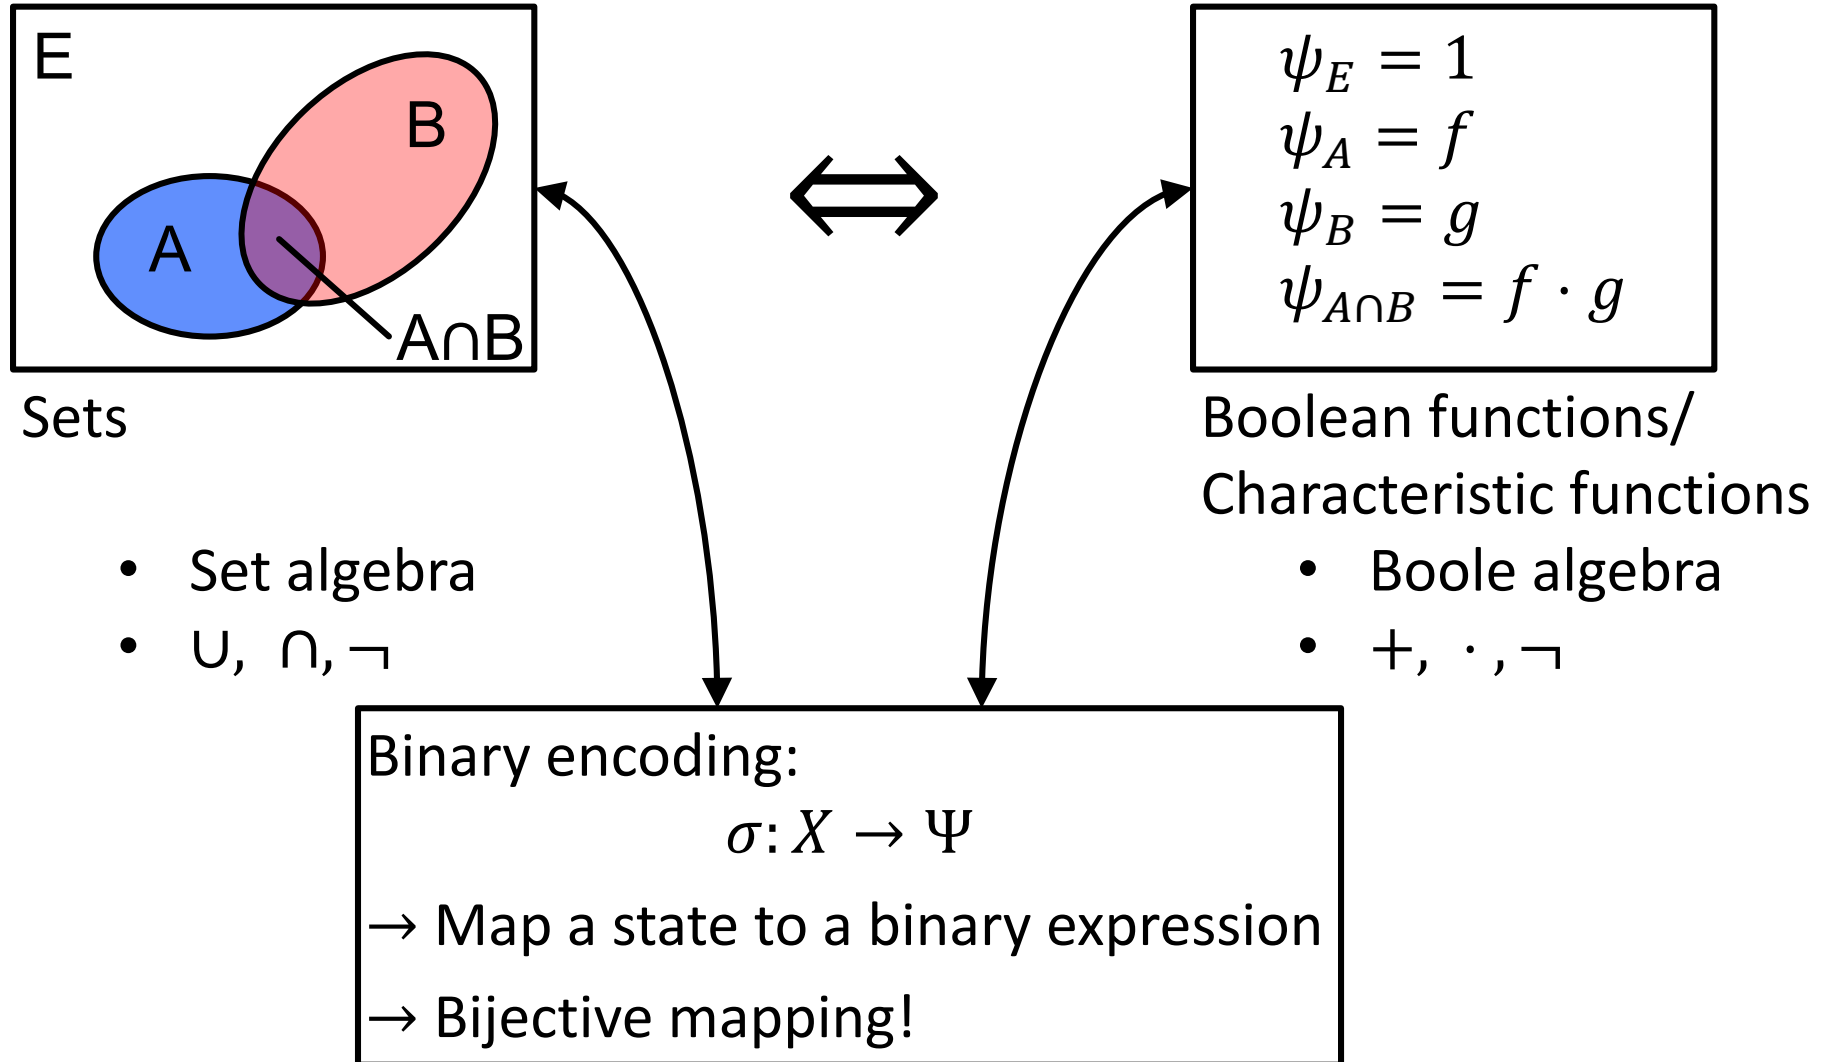 E
B
A
A∩B
Sets
• Set algebra
• ∪, ∩, ¬
⇔
ψ_E = 1
ψ_A = f
ψ_B = g
ψ_{A∩B} = f · g
Boolean functions/
Characteristic functions
• Boole algebra
• +, · , ¬
Binary encoding:
σ: X → Ψ
→ Map a state to a binary expression
→ Bijective mapping!